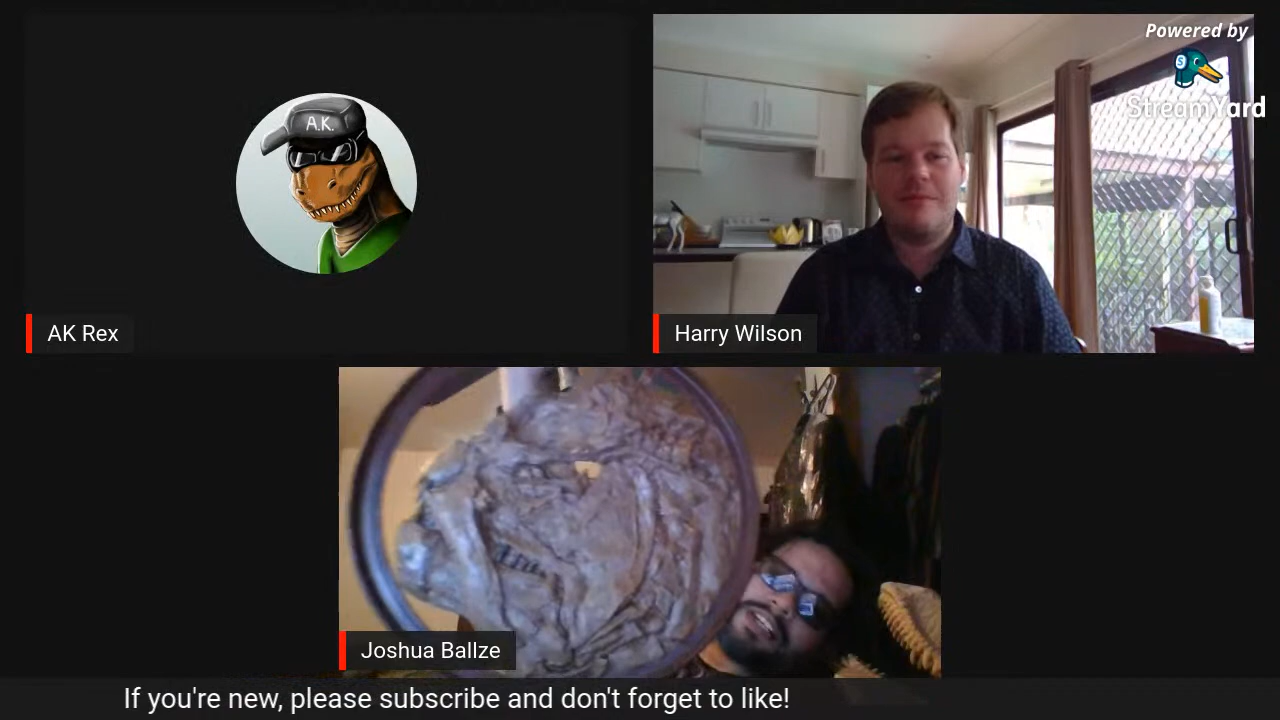 Powered by
StreamYard
A.K.
AK Rex
Harry Wilson
Joshua Ballze
If you're new, please subscribe and don't forget to like!